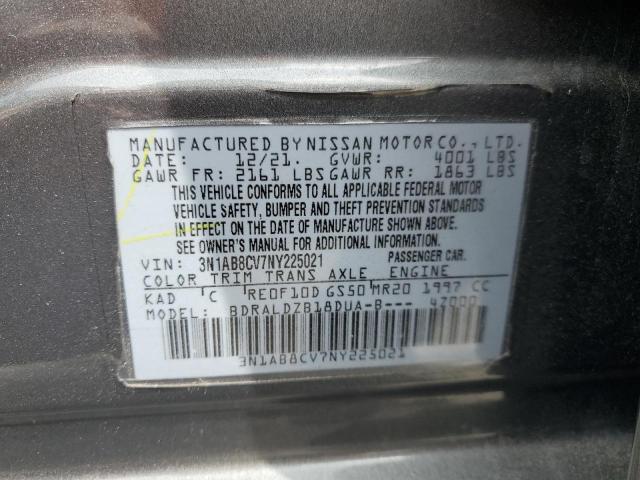 MANUFACTURED BY NISSAN MOTOR CO., LTD.
DATE: 12/21. GVWR: 4001 LBS
GAWR FR: 2161 LBS GAWR RR: 1863 LBS
THIS VEHICLE CONFORMS TO ALL APPLICABLE FEDERAL MOTOR
VEHICLE SAFETY, BUMPER AND THEFT PREVENTION STANDARDS
IN EFFECT ON THE DATE OF MANUFACTURE SHOWN ABOVE.
SEE OWNER'S MANUAL FOR ADDITIONAL INFORMATION.
VIN: 3N1AB8CV7NY225021 PASSENGER CAR.
COLOR TRIM TRANS AXLE ENGINE
KAD C RE0F10D GS50 MR20 1997 CC
MODEL: BDRALDZB18DUA-B--- 4Z000
3N1AB8CV7NY225021